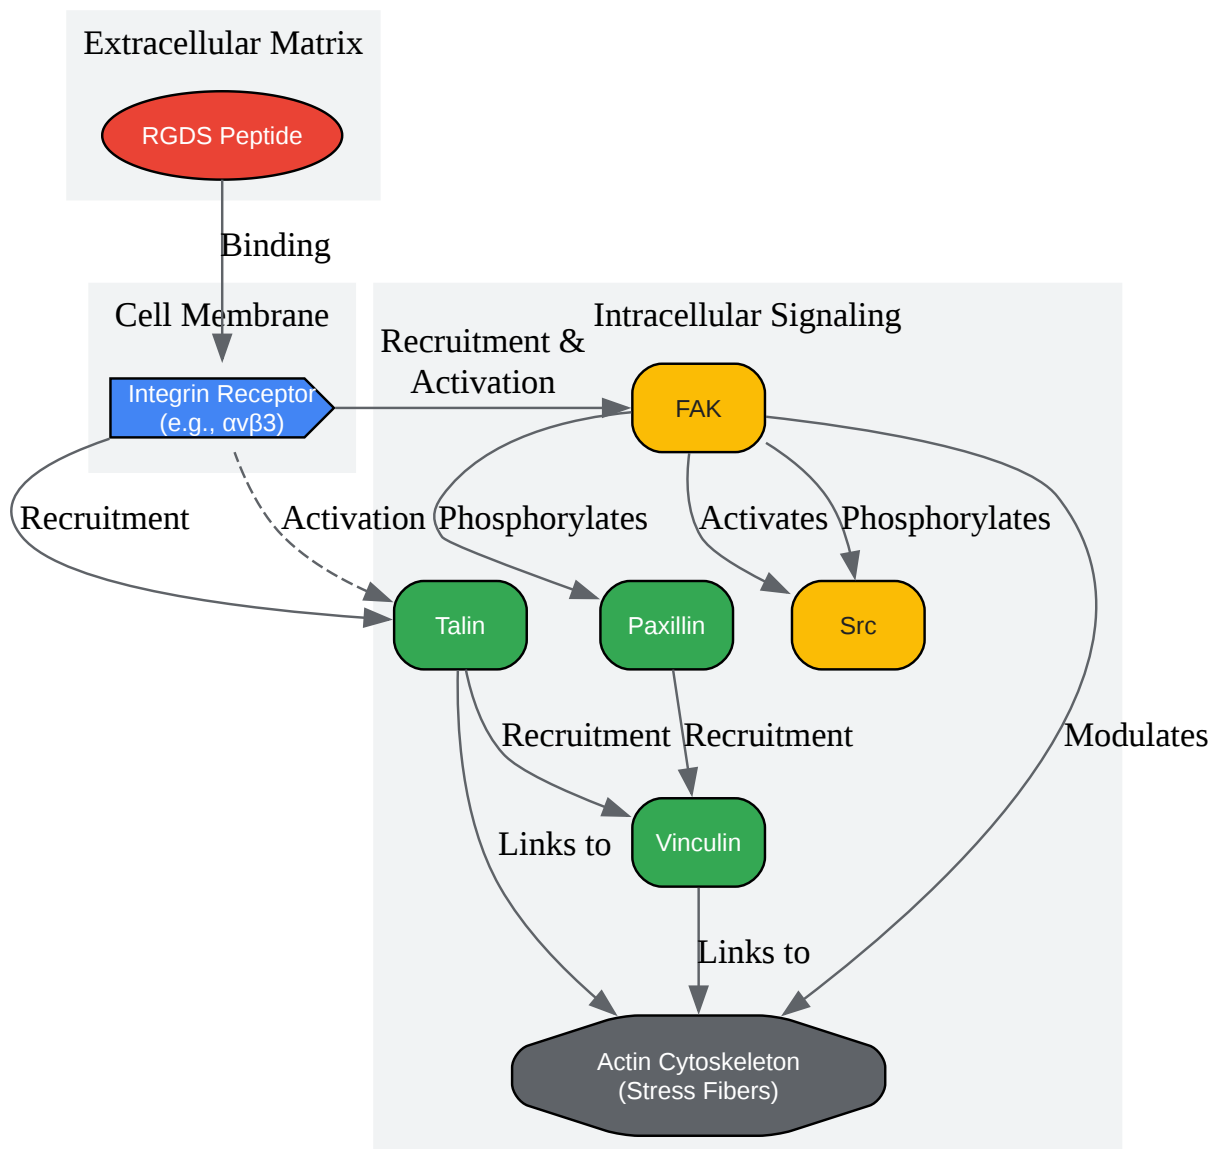 Extracellular Matrix
RGDS Peptide
Binding
Cell Membrane
Intracellular Signaling
Recruitment &
Activation
Integrin Receptor
(e.g., αvβ3)
FAK
Recruitment
Activation
Phosphorylates
Activates
Phosphorylates
Talin
Paxillin
Src
Recruitment
Recruitment
Modulates
Links to
Vinculin
Links to
Actin Cytoskeleton
(Stress Fibers)